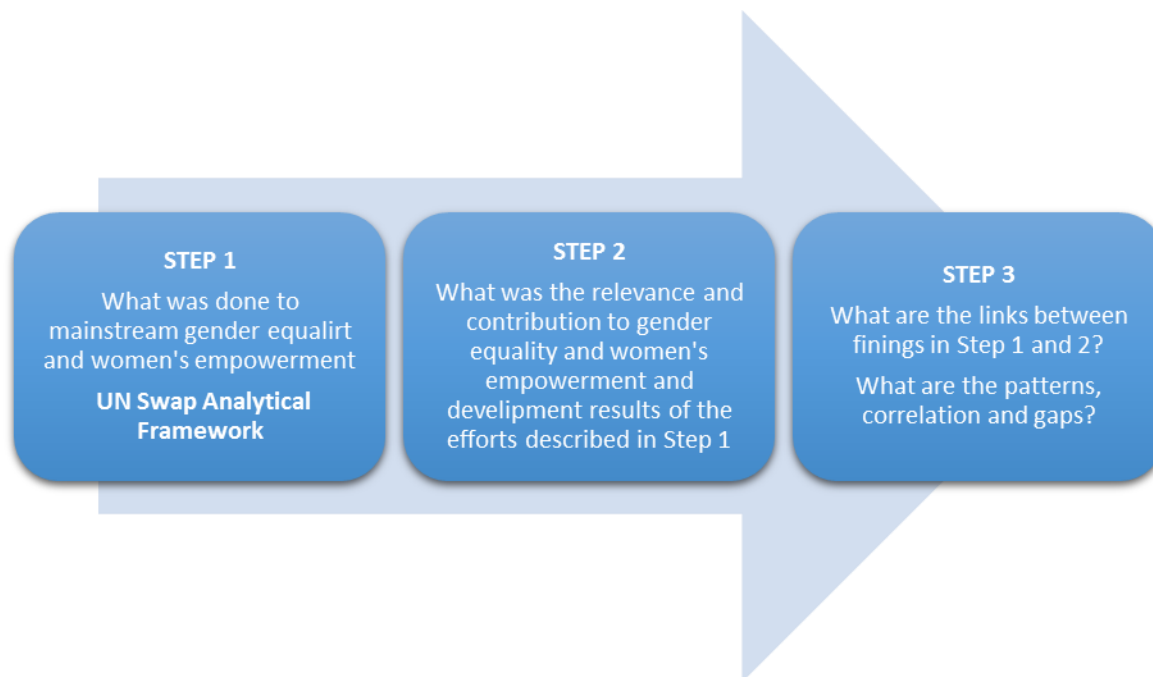 STEP 1
What was done to
mainstream gender equalirt
and women's empowerment
UN Swap Analytical
Framework
STEP 2
What was the relevance and
contribution to gender
equality and women's
empowerment and
develipment results of the
efforts described in Step 1
STEP 3
What are the links between
finings in Step 1 and 2?
What are the patterns,
correlation and gaps?